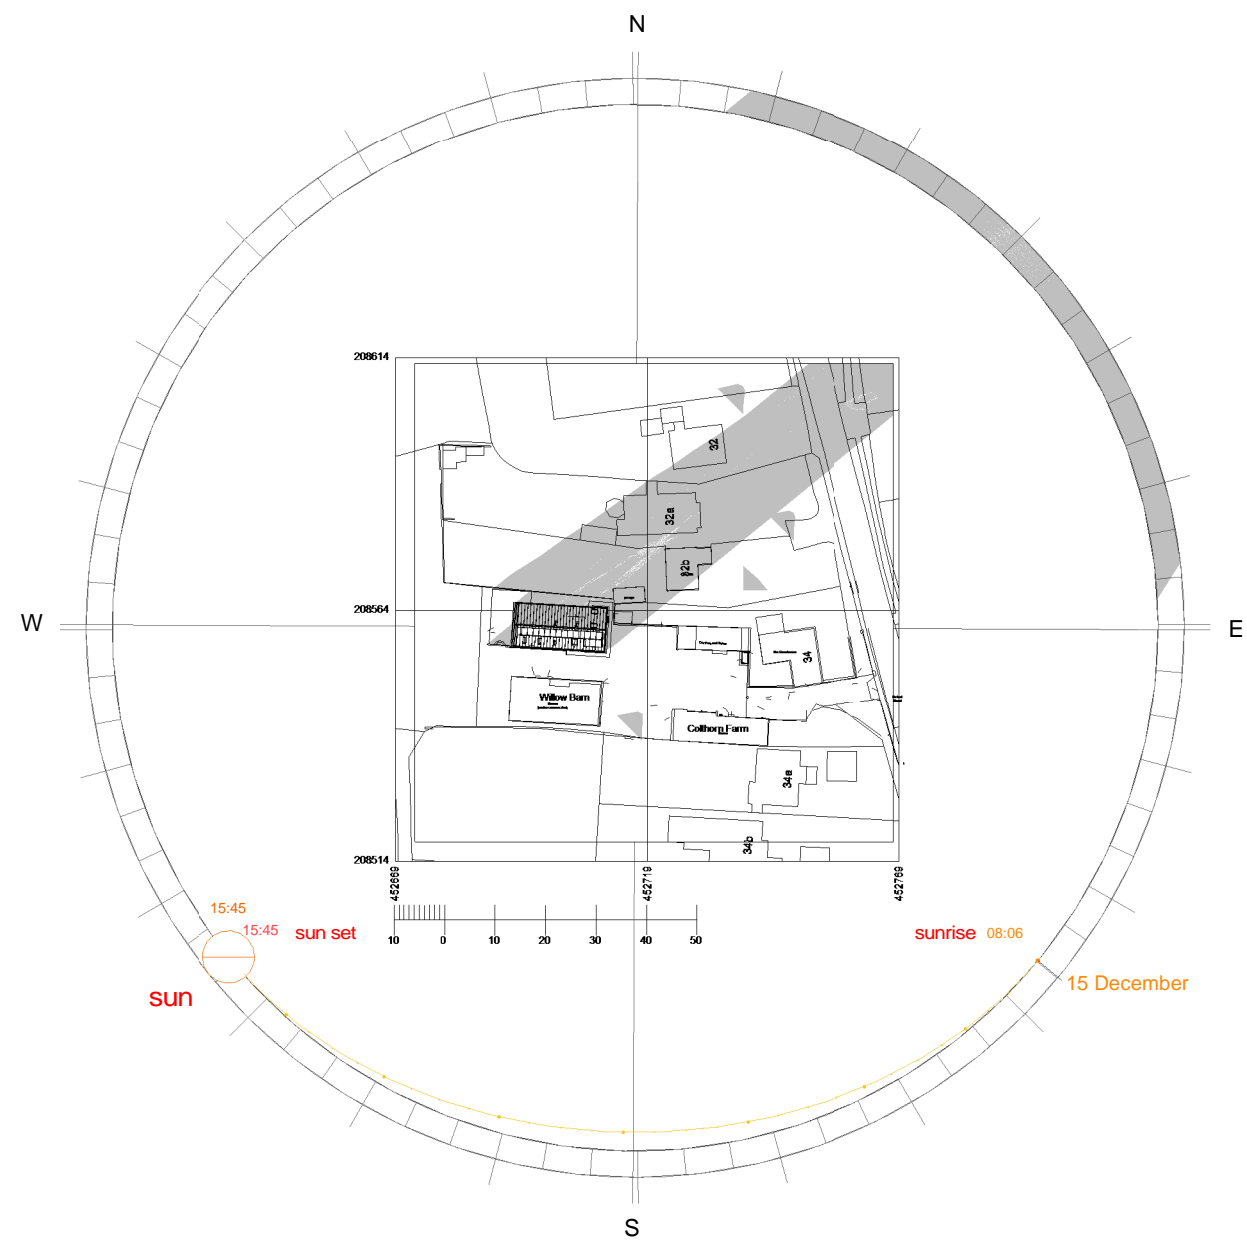 N
208614
32
32a
32b
W
208564
E
34
Willow Barn
Colthorn Farm
34a
34b
208514
452669
452719
452769
15:45
15:45 sun set
sunrise 08:06
10 0 10 20 30 40 50
sun
15 December
S